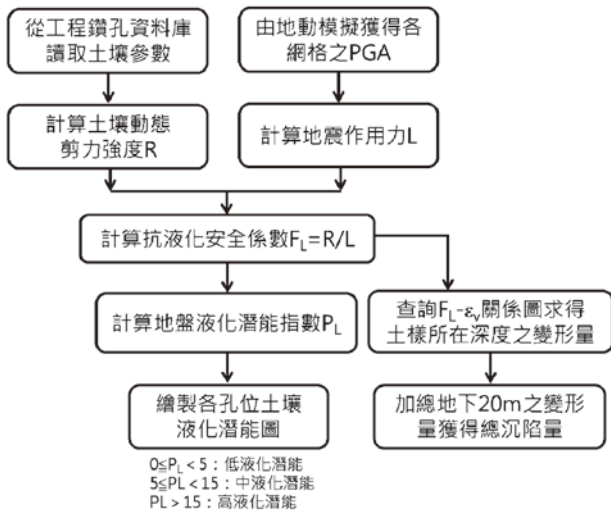 從工程鑽孔資料庫
讀取土壤參數
由地動模擬獲得各
網格之PGA
計算土壤動態
剪力強度R
計算地震作用力L
計算抗液化安全係數F_L=R/L
計算地盤液化潛能指數P_L
查詢F_L-ε_v關係圖求得
土樣所在深度之變形量
繪製各孔位土壤
液化潛能圖
加總地下20m之變形
量獲得總沉陷量
0≦P_L<5：低液化潛能
5≦PL<15：中液化潛能
PL>15：高液化潛能